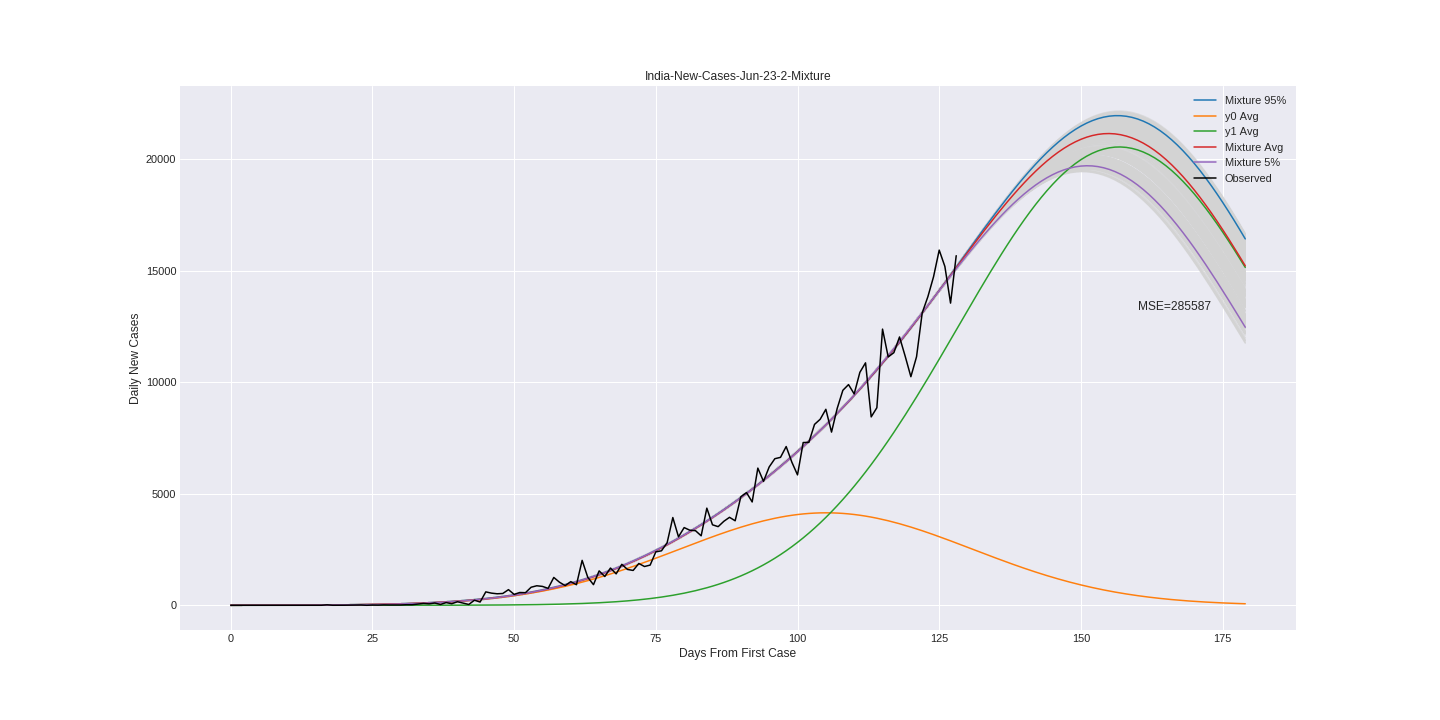 India-New-Cases-Jun-23-2-Mixture
Mixture 95%
y0 Avg
y1 Avg
Mixture Avg
Mixture 5%
Observed
MSE=285587
Daily New Cases
20000
15000
10000
5000
0
0 25 50 75 100 125 150 175
Days From First Case